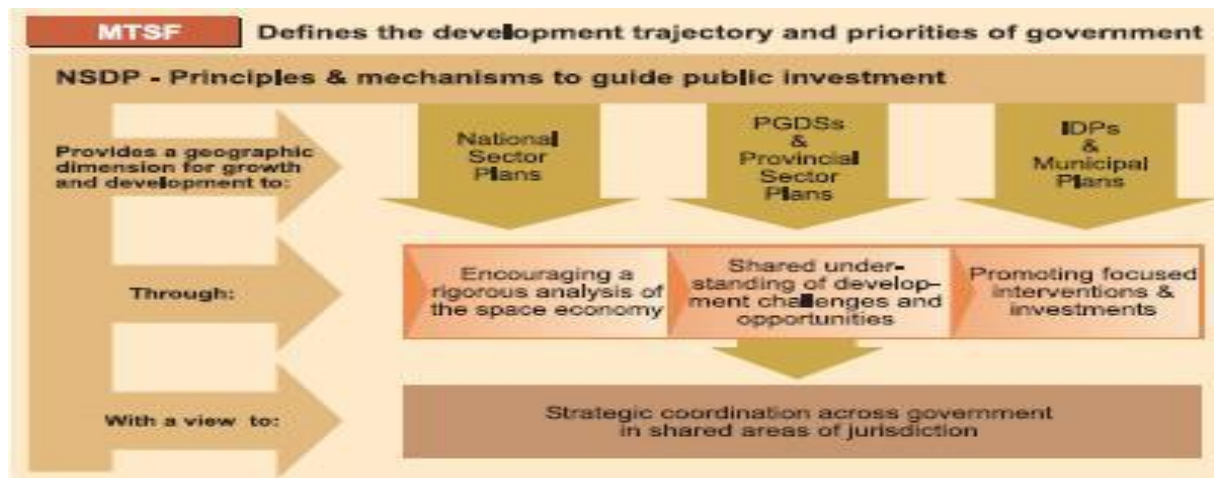 MTSF Defines the development trajectory and priorities of government
NSDP - Principles & mechanisms to guide public investment
Provides a geographic
dimension for growth
and development to:
National
Sector
Plans
PGDSs
&
Provincial
Sector
Plans
IDPs
&
Municipal
Plans
Through:
Encouraging a
rigorous analysis of
the space economy
Shared under-
standing of develop-
ment challenges and
opportunities
Promoting focused
interventions &
investments
With a view to:
Strategic coordination across government
in shared areas of jurisdiction